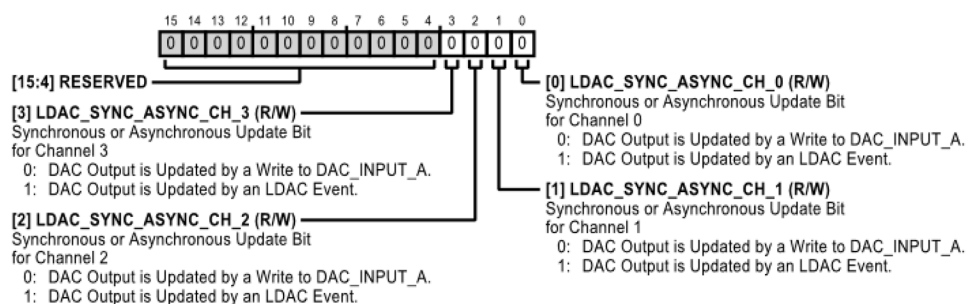 15 14 13 12 11 10 9 8 7 6 5 4 3 2 1 0
0 0 0 0 0 0 0 0 0 0 0 0 0 0 0 0
[15:4] RESERVED
[3] LDAC_SYNC_ASYNC_CH_3 (R/W)
Synchronous or Asynchronous Update Bit
for Channel 3
0: DAC Output is Updated by a Write to DAC_INPUT_A.
1: DAC Output is Updated by an LDAC Event.
[2] LDAC_SYNC_ASYNC_CH_2 (R/W)
Synchronous or Asynchronous Update Bit
for Channel 2
0: DAC Output is Updated by a Write to DAC_INPUT_A.
1: DAC Output is Updated by an LDAC Event.
[0] LDAC_SYNC_ASYNC_CH_0 (R/W)
Synchronous or Asynchronous Update Bit
for Channel 0
0: DAC Output is Updated by a Write to DAC_INPUT_A.
1: DAC Output is Updated by an LDAC Event.
[1] LDAC_SYNC_ASYNC_CH_1 (R/W)
Synchronous or Asynchronous Update Bit
for Channel 1
0: DAC Output is Updated by a Write to DAC_INPUT_A.
1: DAC Output is Updated by an LDAC Event.